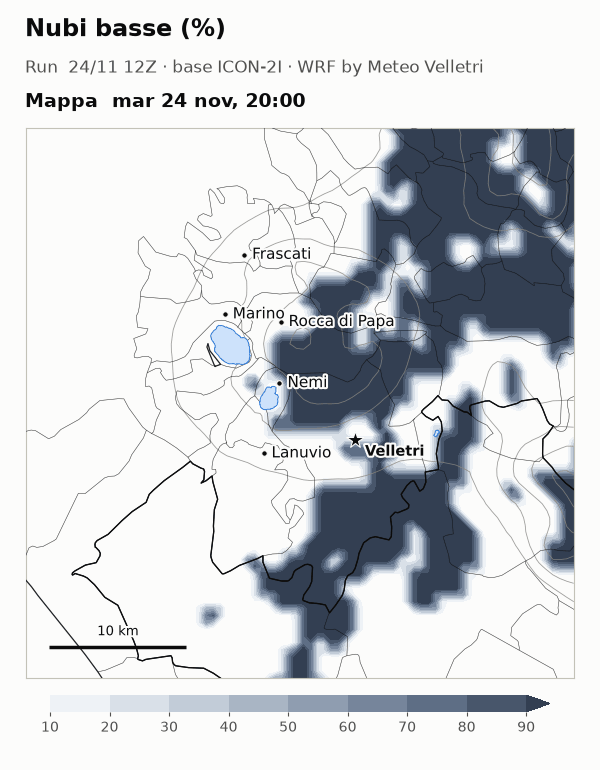 Nubi basse (%)
Run  24/11 12Z · base ICON-2I · WRF by Meteo Velletri
Mappa  mar 24 nov, 20:00
Frascati
Marino
Rocca di Papa
Nemi
Velletri
Lanuvio
10 km
10 20 30 40 50 60 70 80 90